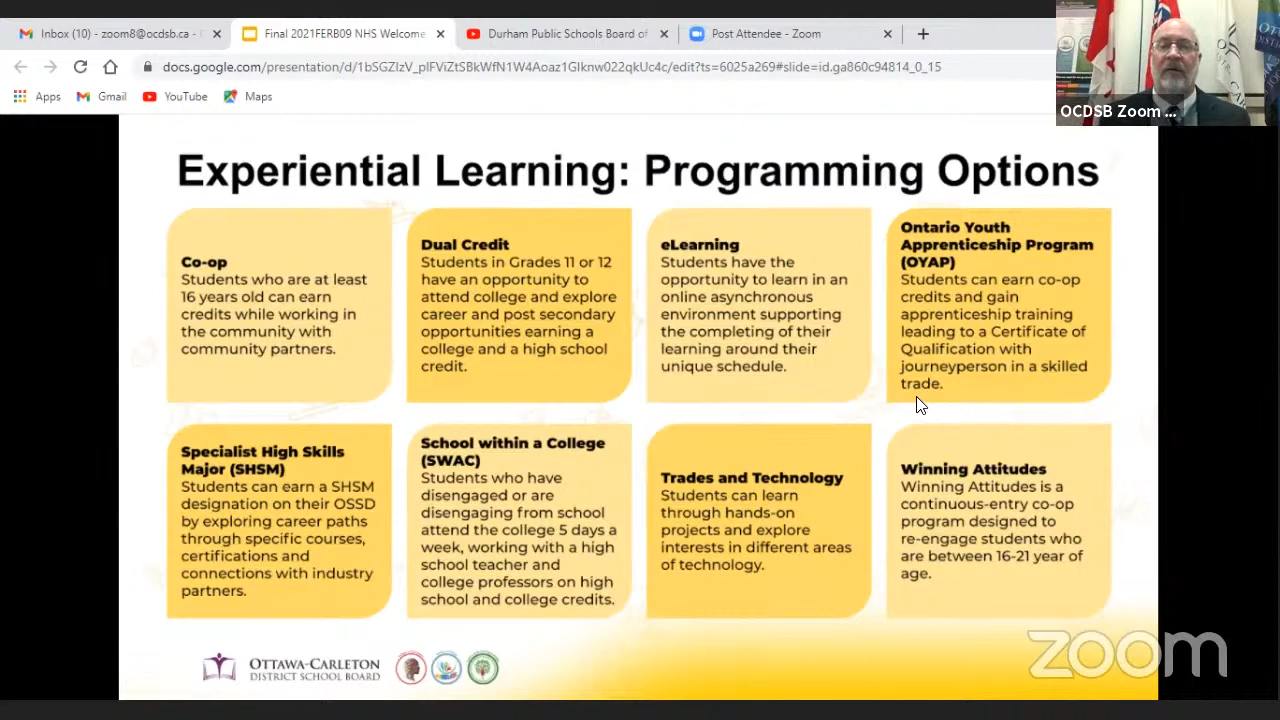 Inbox (10) - zoom8@ocdsb.ca -
Final 2021FERB09 NHS Welcome
Durham Public Schools Board of
Post Attendee - Zoom
docs.google.com/presentation/d/
Apps
Gmail
YouTube
Maps
OCDSB Zoom ...
Experiential Learning: Programming Options
Co-op
Students who are at least
16 years old can earn
credits while working in
the community with
community partners.
Dual Credit
Students in Grades 11 or 12
have an opportunity to
attend college and explore
career and post secondary
opportunities earning a
college and a high school
credit.
eLearning
Students have the
opportunity to learn in an
online asynchronous
environment supporting
the completing of their
learning around their
unique schedule.
Ontario Youth
Apprenticeship Program
(OYAP)
Students can earn co-op
credits and gain
apprenticeship training
leading to a Certificate of
Qualification with
journeyperson in a skilled
trade.
Specialist High Skills
Major (SHSM)
Students can earn a SHSM
designation on their OSSD
by exploring career paths
through specific courses,
certifications and
connections with industry
partners.
School within a College
(SWAC)
Students who have
disengaged or are
disengaging from school
attend the college 5 days a
week, working with a high
school teacher and
college professors on high
school and college credits.
Trades and Technology
Students can learn
through hands-on
projects and explore
interests in different areas
of technology.
Winning Attitudes
Winning Attitudes is a
continuous-entry co-op
program designed to
re-engage students who
are between 16-21 year of
age.
OTTAWA-CARLETON
DISTRICT SCHOOL BOARD
zoom